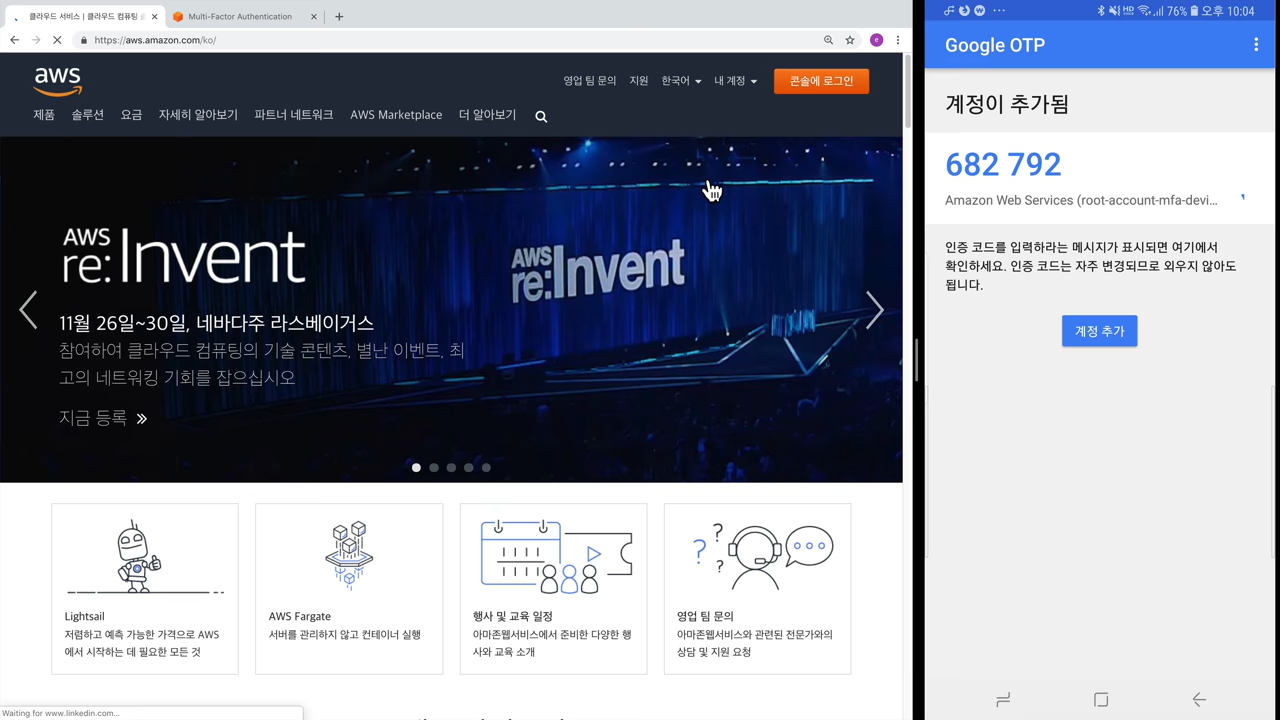 클라우드 서비스 | 클라우드 컴퓨팅
Multi-Factor Authentication
https://aws.amazon.com/ko/
e
aws
영업 팀 문의
지원
한국어
내 계정
콘솔에 로그인
제품
솔루션
요금
자세히 알아보기
파트너 네트워크
AWS Marketplace
더 알아보기
AWS
re:Invent
11월 26일~30일, 네바다주 라스베이거스
참여하여 클라우드 컴퓨팅의 기술 콘텐츠, 별난 이벤트, 최
고의 네트워킹 기회를 잡으십시오
지금 등록 »
AWS
re:Invent
Lightsail
저렴하고 예측 가능한 가격으로 AWS
에서 시작하는 데 필요한 모든 것
AWS Fargate
서버를 관리하지 않고 컨테이너 실행
행사 및 교육 일정
아마존웹서비스에서 준비한 다양한 행
사와 교육 소개
영업 팀 문의
아마존웹서비스와 관련된 전문가와의
상담 및 지원 요청
Waiting for www.linkedin.com...
HD
76%
오후 10:04
Google OTP
계정이 추가됨
682 792
Amazon Web Services (root-account-mfa-devi...
인증 코드를 입력하라는 메시지가 표시되면 여기에서
확인하세요. 인증 코드는 자주 변경되므로 외우지 않아도
됩니다.
계정 추가